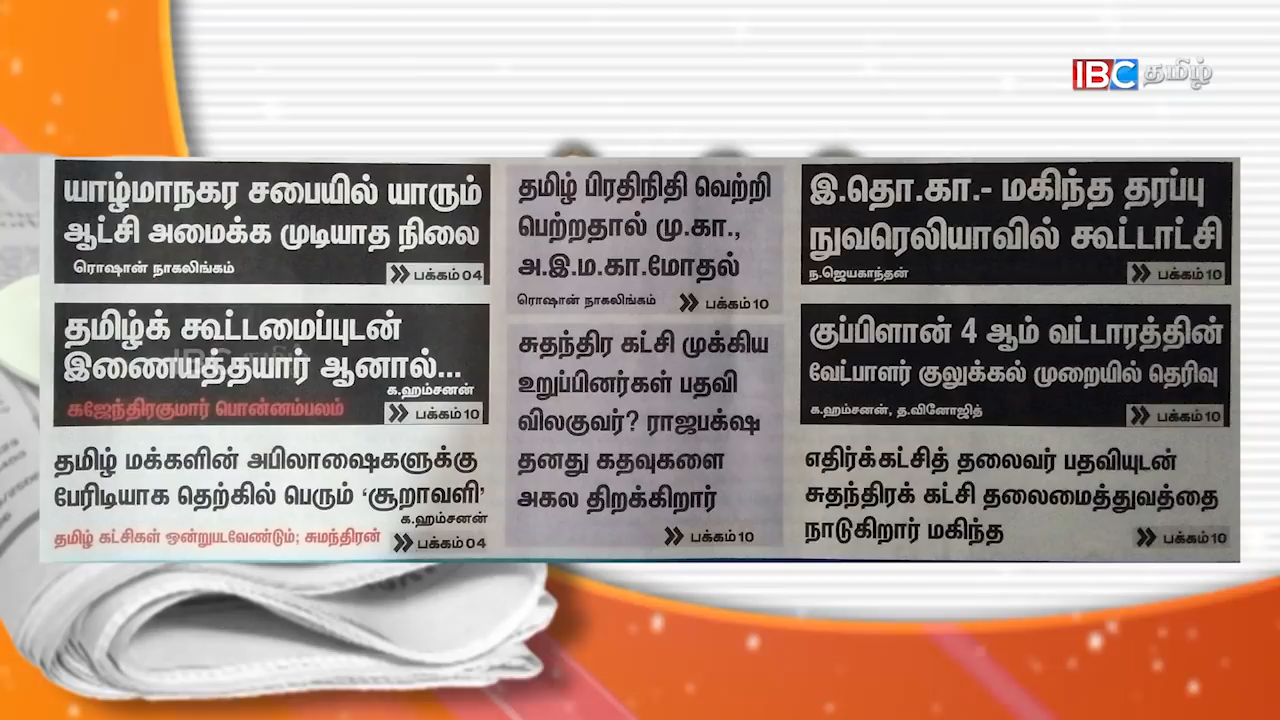 IBC தமிழ்
யாழ்மாநகர சபையில் யாரும்
ஆட்சி அமைக்க முடியாத நிலை
ரொஷான் நாகலிங்கம்
பக்கம் 04
தமிழ்க் கூட்டமைப்புடன்
இணையத்தயார் ஆனால்...
க.ஹம்சனன்
கஜேந்திரகுமார் பொன்னம்பலம்
பக்கம் 10
தமிழ் மக்களின் அபிலாஷைகளுக்கு
பேரிடியாக தெற்கில் பெரும் ‘சூறாவளி’
க.ஹம்சனன்
தமிழ் கட்சிகள் ஒன்றுபடவேண்டும்; சுமந்திரன்
பக்கம் 04
தமிழ் பிரதிநிதி வெற்றி
பெற்றதால் மு.கா.,
அ.இ.ம.கா.மோதல்
ரொஷான் நாகலிங்கம்
பக்கம் 10
சுதந்திர கட்சி முக்கிய
உறுப்பினர்கள் பதவி
விலகுவர்? ராஜபக்ஷ
தனது கதவுகளை
அகல திறக்கிறார்
பக்கம் 10
இ.தொ.கா.- மகிந்த தரப்பு
நுவரெலியாவில் கூட்டாட்சி
ந.ஜெயகாந்தன்
பக்கம் 10
குப்பிளான் 4 ஆம் வட்டாரத்தின்
வேட்பாளர் குலுக்கல் முறையில் தெரிவு
க.ஹம்சனன், த.வினோஜித்
பக்கம் 10
எதிர்க்கட்சித் தலைவர் பதவியுடன்
சுதந்திரக் கட்சி தலைமைத்துவத்தை
நாடுகிறார் மகிந்த
பக்கம் 10